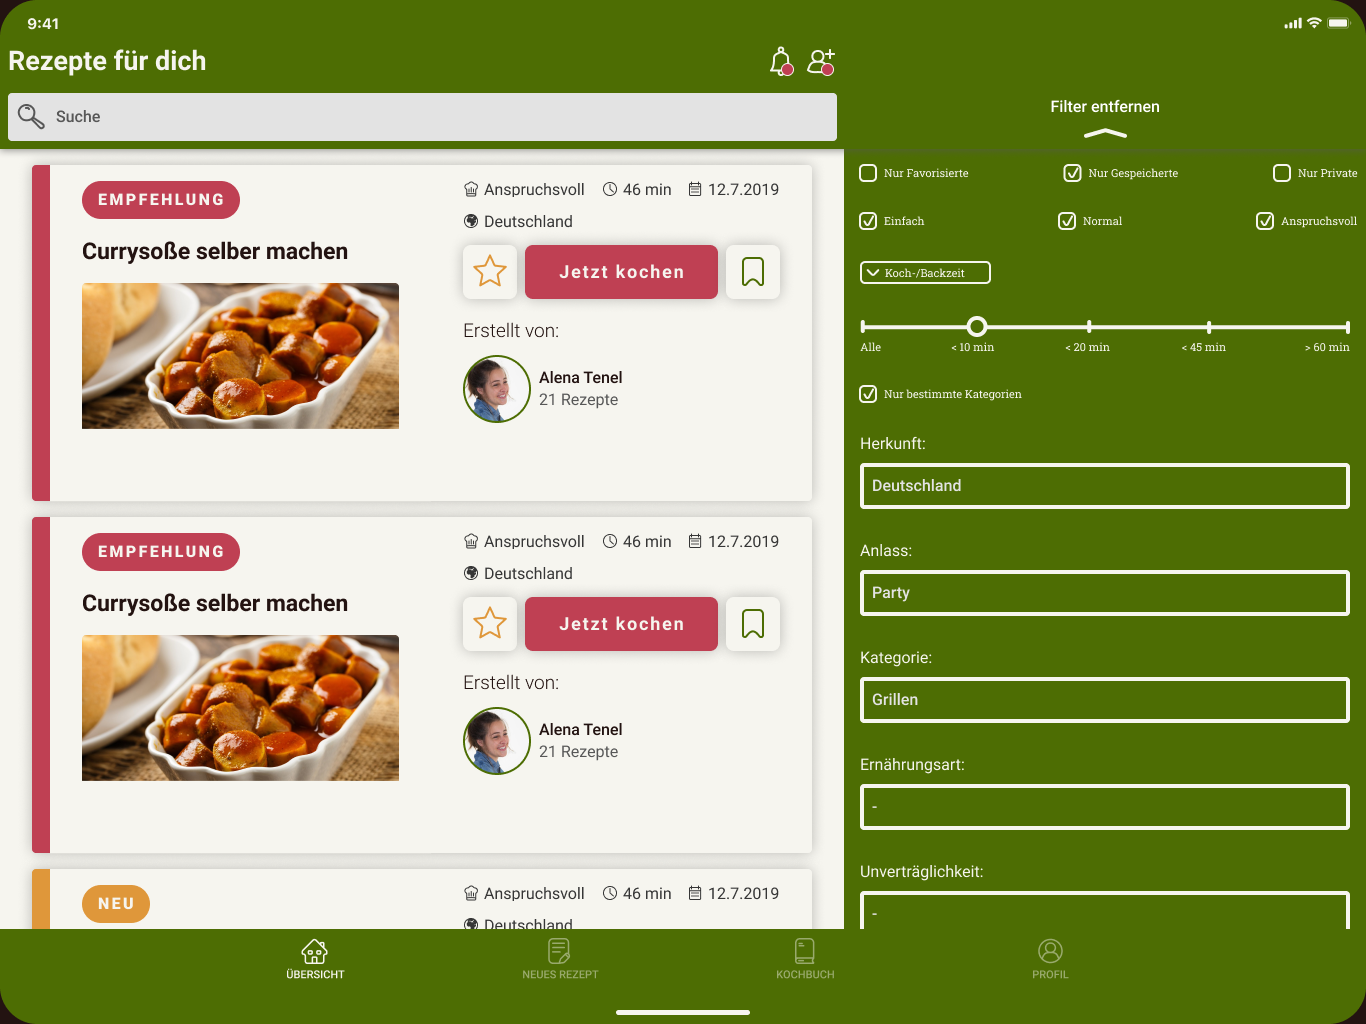 9:41
Rezepte für dich
Suche
EMPFEHLUNG
Currysoße selber machen
Anspruchsvoll 46 min 12.7.2019
Deutschland
Jetzt kochen
Erstellt von:
Alena Tenel
21 Rezepte
EMPFEHLUNG
Currysoße selber machen
Anspruchsvoll 46 min 12.7.2019
Deutschland
Jetzt kochen
Erstellt von:
Alena Tenel
21 Rezepte
NEU
Anspruchsvoll 46 min 12.7.2019
Deutschland
Filter entfernen
Nur Favorisierte Nur Gespeicherte Nur Private
Einfach Normal Anspruchsvoll
Koch-/Backzeit
Alle < 10 min < 20 min < 45 min > 60 min
Nur bestimmte Kategorien
Herkunft:
Deutschland
Anlass:
Party
Kategorie:
Grillen
Ernährungsart:
-
Unverträglichkeit:
-
ÜBERSICHT NEUES REZEPT KOCHBUCH PROFIL